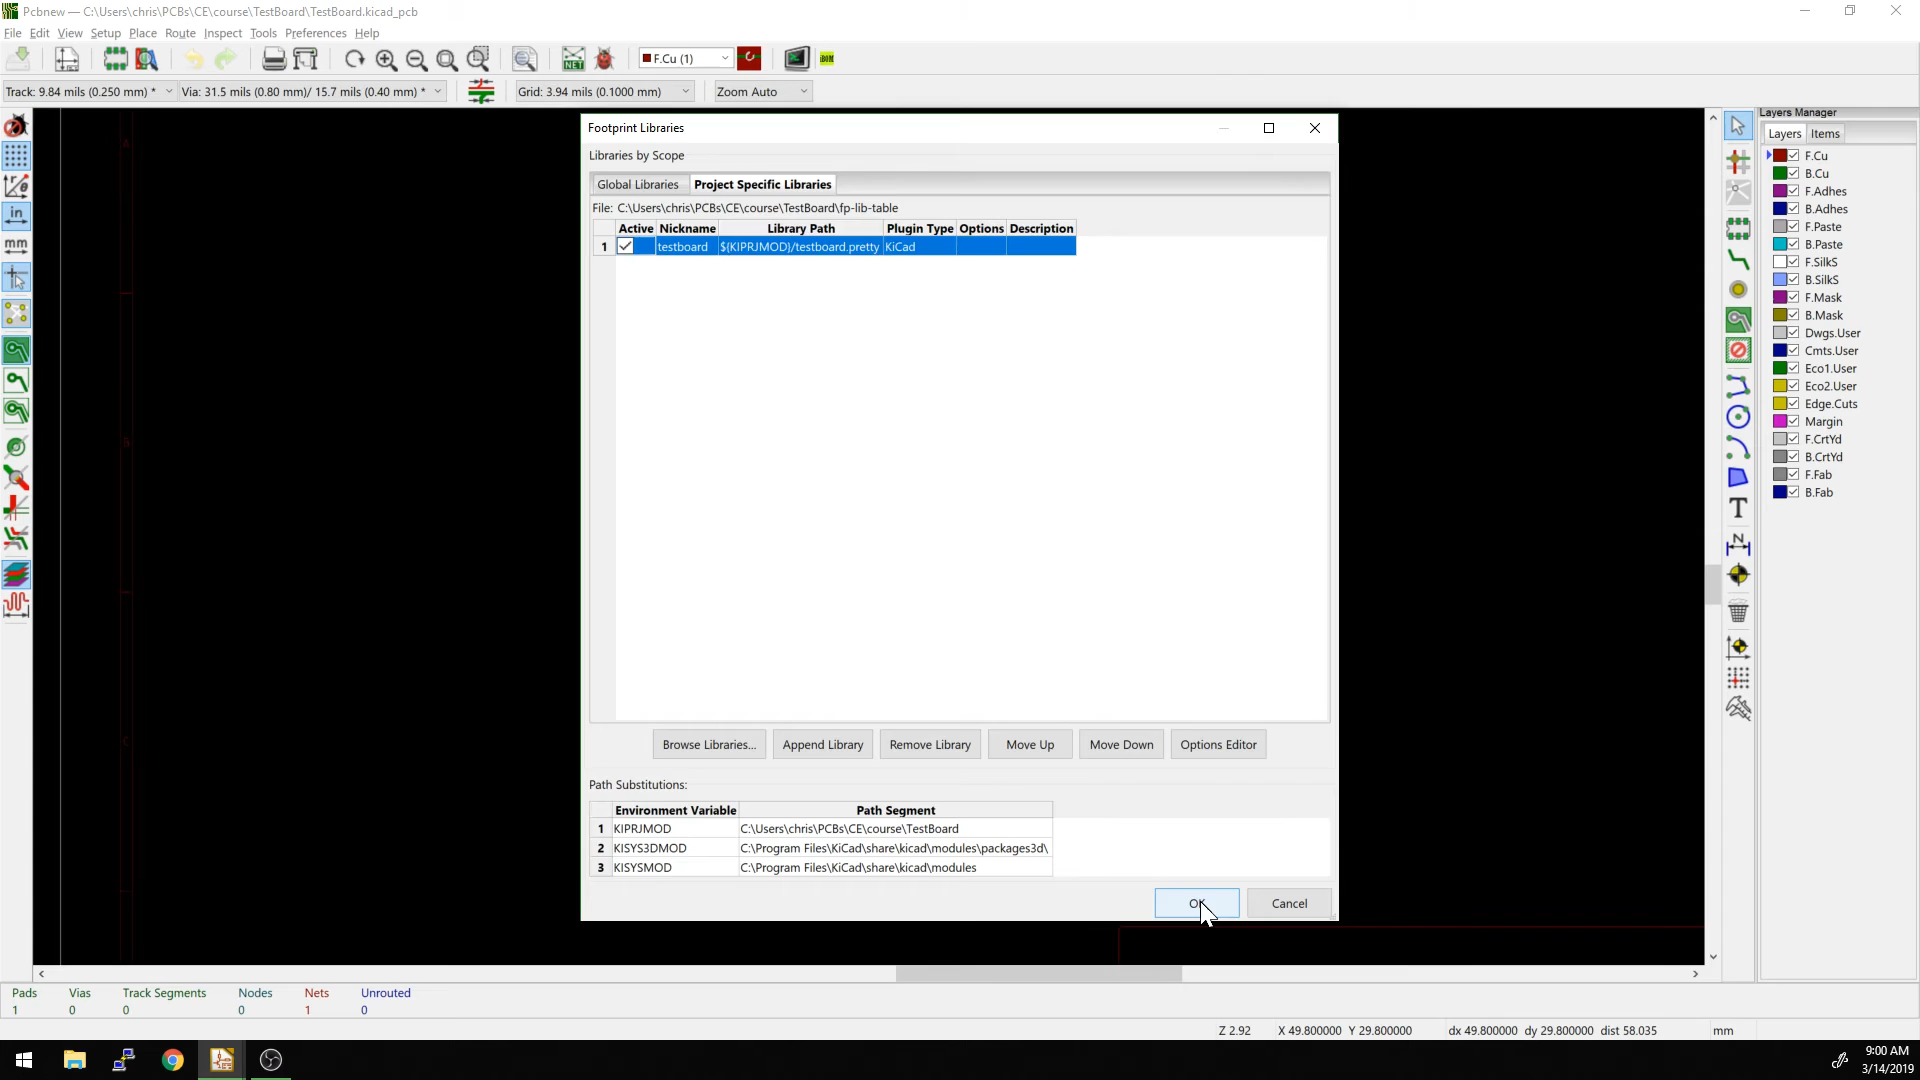 Pcbnew — C:\Users\chris\PCBs\CE\course\TestBoard\TestBoard.kicad_pcb
File Edit View Setup Place Route Inspect Tools Preferences Help
NET
F.Cu (1)
BOM
Track: 9.84 mils (0.250 mm) *
Via: 31.5 mils (0.80 mm)/ 15.7 mils (0.40 mm) *
Grid: 3.94 mils (0.1000 mm)
Zoom Auto
in
mm
Footprint Libraries
Libraries by Scope
Global Libraries
Project Specific Libraries
File: C:\Users\chris\PCBs\CE\course\TestBoard\fp-lib-table
Active Nickname Library Path Plugin Type Options Description
1 testboard ${KIPRJMOD}/testboard.pretty KiCad
Browse Libraries...
Append Library
Remove Library
Move Up
Move Down
Options Editor
Path Substitutions:
Environment Variable Path Segment
1 KIPRJMOD C:\Users\chris\PCBs\CE\course\TestBoard
2 KISYS3DMOD C:\Program Files\KiCad\share\kicad\modules\packages3d\
3 KISYSMOD C:\Program Files\KiCad\share\kicad\modules
OK
Cancel
T
N
Layers Manager
Layers Items
F.Cu
B.Cu
F.Adhes
B.Adhes
F.Paste
B.Paste
F.SilkS
B.SilkS
F.Mask
B.Mask
Dwgs.User
Cmts.User
Eco1.User
Eco2.User
Edge.Cuts
Margin
F.CrtYd
B.CrtYd
F.Fab
B.Fab
Pads Vias Track Segments Nodes Nets Unrouted
1 0 0 0 1 0
Z 2.92 X 49.800000 Y 29.800000 dx 49.800000 dy 29.800000 dist 58.035 mm
9:00 AM
3/14/2019